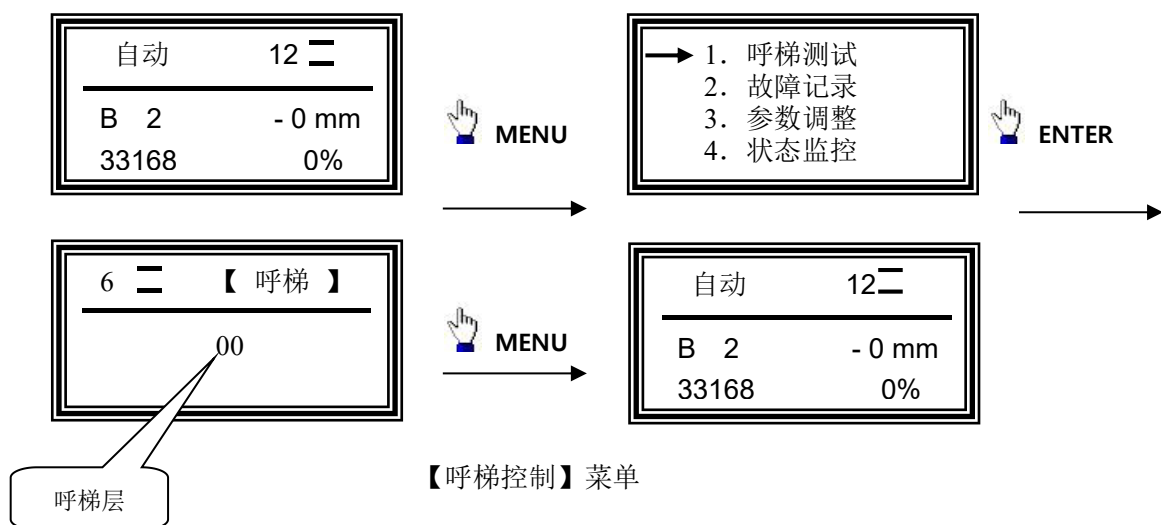 自动 12
B 2 - 0 mm
33168 0%
MENU
1. 呼梯测试
2. 故障记录
3. 参数调整
4. 状态监控
ENTER
6 【 呼梯 】
00
呼梯层
MENU
自动 12
B 2 - 0 mm
33168 0%
【呼梯控制】菜单